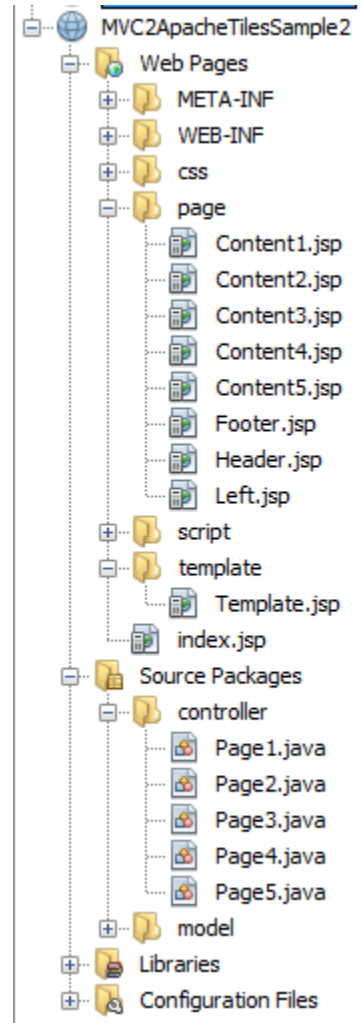 MVC2ApacheTilesSample2
Web Pages
META-INF
WEB-INF
css
page
Content1.jsp
Content2.jsp
Content3.jsp
Content4.jsp
Content5.jsp
Footer.jsp
Header.jsp
Left.jsp
script
template
Template.jsp
index.jsp
Source Packages
controller
Page1.java
Page2.java
Page3.java
Page4.java
Page5.java
model
Libraries
Configuration Files